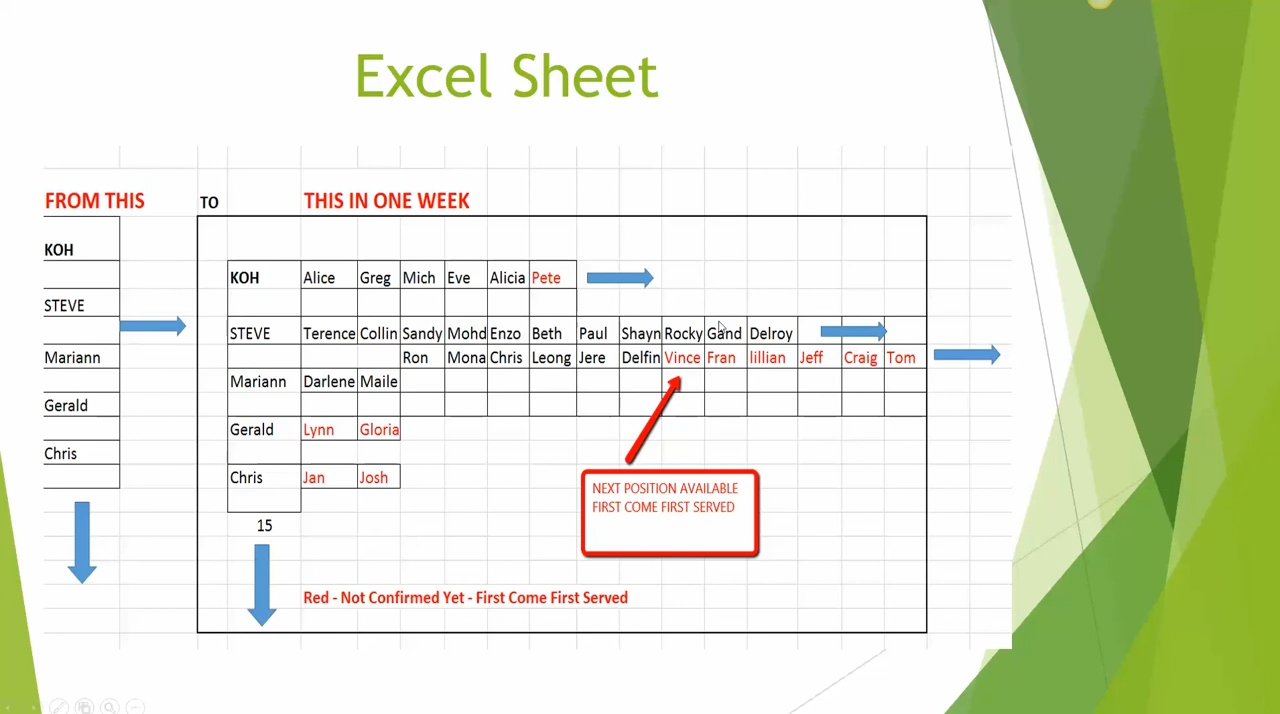 Excel Sheet
FROM THIS TO THIS IN ONE WEEK
KOH
KOH Alice Greg Mich Eve Alicia Pete
STEVE
STEVE Terence Collin Sandy Mohd Enzo Beth Paul Shayn Rocky Gand Delroy
Mariann
Ron Mona Chris Leong Jere Delfin Vince Fran lillian Jeff Craig Tom
Mariann Darlene Maile
Gerald
Gerald Lynn Gloria
Chris
Chris Jan Josh
NEXT POSITION AVAILABLE
FIRST COME FIRST SERVED
15
Red - Not Confirmed Yet - First Come First Served